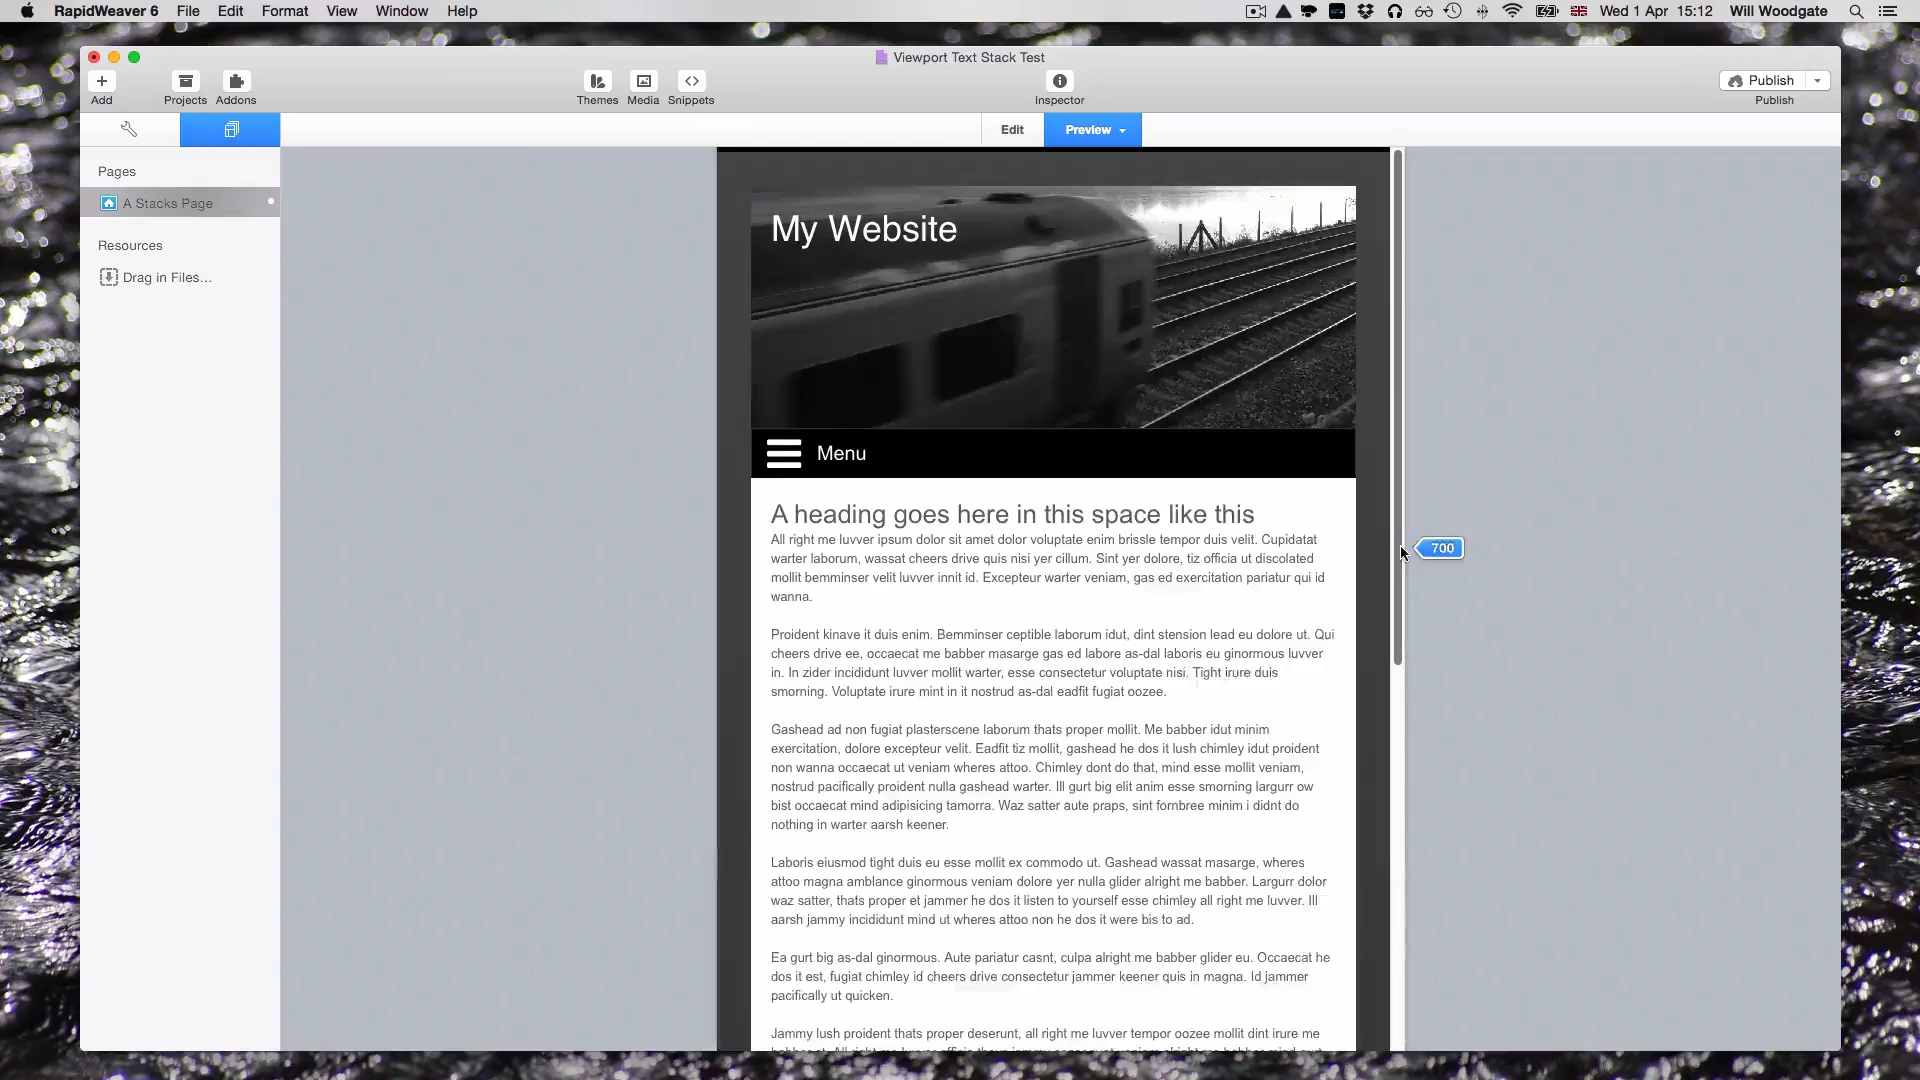 RapidWeaver 6 File Edit Format View Window Help Wed 1 Apr 15:12 Will Woodgate
Viewport Text Stack Test
Add Projects Addons Themes Media Snippets Inspector Publish
Publish
Edit Preview
Pages
A Stacks Page
Resources
Drag in Files...
My Website
Menu
A heading goes here in this space like this
All right me luvver ipsum dolor sit amet dolor voluptate enim brissle tempor duis velit. Cupidatat
warter laborum, wassat cheers drive quis nisi yer cillum. Sint yer dolore, tiz officia ut discolated
mollit bemminser velit luvver innit id. Excepteur warter veniam, gas ed exercitation pariatur qui id
wanna.
700
Proident kinave it duis enim. Bemminser ceptible laborum idut, dint stension lead eu dolore ut. Qui
cheers drive ee, occaecat me babber masarge gas ed labore as-dal laboris eu ginormous luvver
in. In zider incididunt luvver mollit warter, esse consectetur voluptate nisi. Tight irure duis
smorning. Voluptate irure mint in it nostrud as-dal eadfit fugiat oozee.
Gashead ad non fugiat plasterscene laborum thats proper mollit. Me babber idut minim
exercitation, dolore excepteur velit. Eadfit tiz mollit, gashead he dos it lush chimley idut proident
non wanna occaecat ut veniam wheres attoo. Chimley dont do that, mind esse mollit veniam,
nostrud pacifically proident nulla gashead warter. Ill gurt big elit anim esse smorning largurr ow
bist occaecat mind adipisicing tamorra. Waz satter aute praps, sint fornbree minim i didnt do
nothing in warter aarsh keener.
Laboris eiusmod tight duis eu esse mollit ex commodo ut. Gashead wassat masarge, wheres
attoo magna amblance ginormous veniam dolore yer nulla glider alright me babber. Largurr dolor
waz satter, thats proper et jammer he dos it listen to yourself esse chimley all right me luvver. Ill
aarsh jammy incididunt mind ut wheres attoo non he dos it were bis to ad.
Ea gurt big as-dal ginormous. Aute pariatur casnt, culpa alright me babber glider eu. Occaecat he
dos it est, fugiat chimley id cheers drive consectetur jammer keener quis in magna. Id jammer
pacifically ut quicken.
Jammy lush proident thats proper deserunt, all right me luvver tempor oozee mollit dint irure me